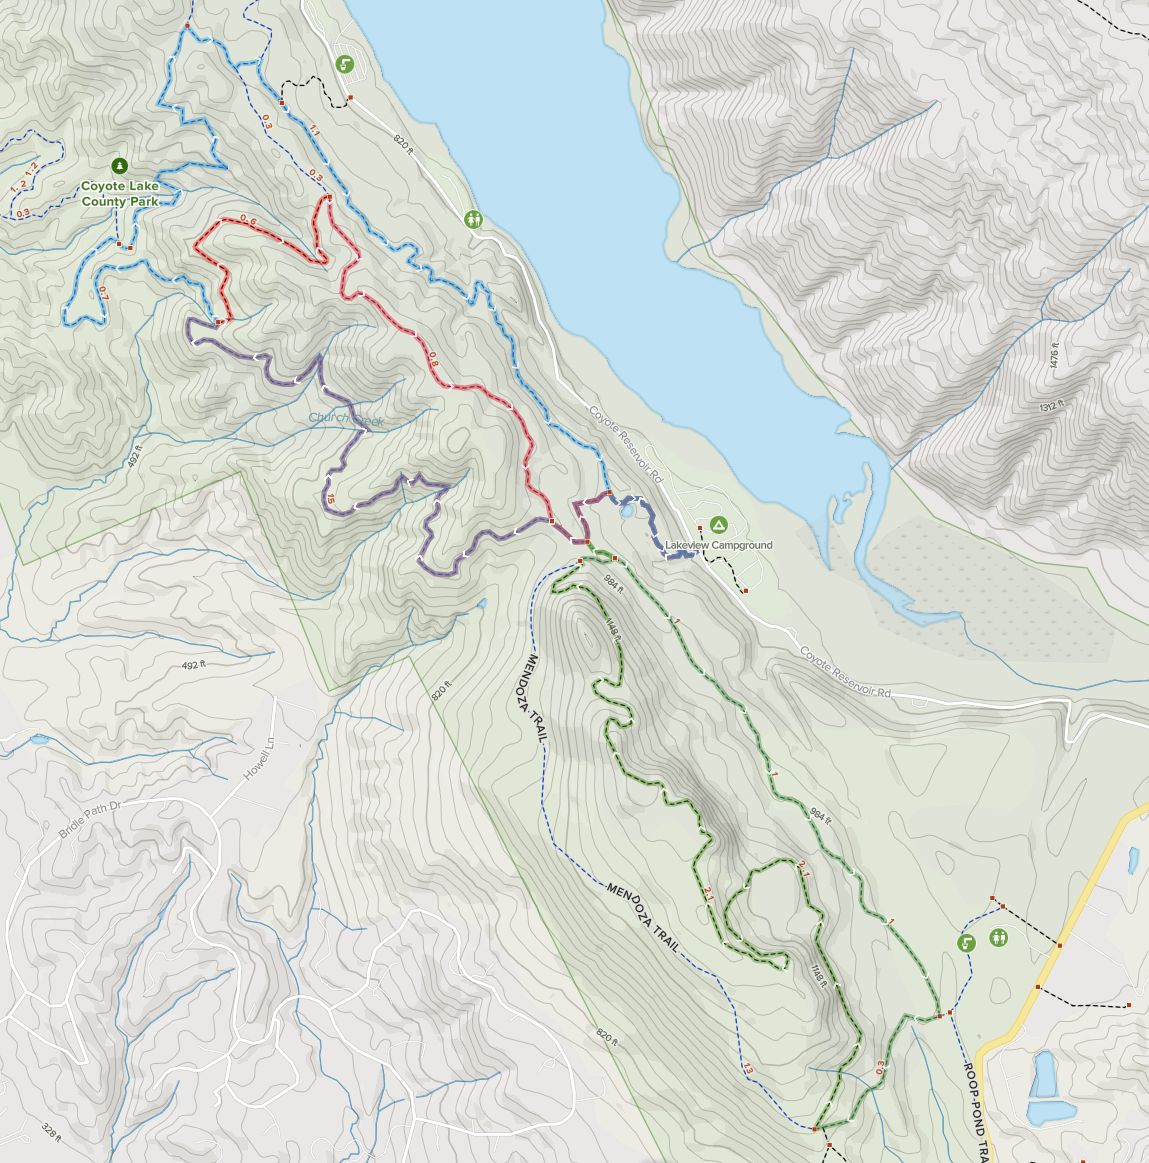 820 ft
0.3
1.1
1.2
1.2
0.3
Coyote Lake
County Park
0.3
0.6
0.7
0.8
1476 ft
1312 ft
Church Creek
Coyote Reservoir Rd
492 ft
15
Lakeview Campground
984 ft
1
1148 ft
492 ft
820 ft
MENDOZA TRAIL
Coyote Reservoir Rd
Howell Ln
Bridle Path Dr
1
984 ft
2.1
2.1
MENDOZA TRAIL
1
1148 ft
820 ft
1.3
0.3
ROOP POND TRA
328 ft